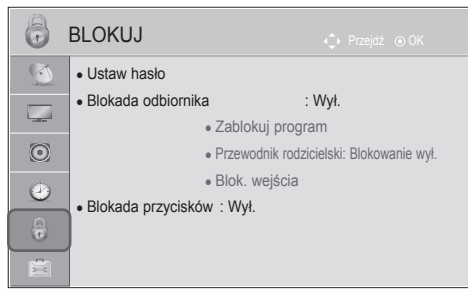 BLOKUJ
Przejdź OK
• Ustaw hasło
• Blokada odbiornika : Wył.
• Zablokuj program
• Przewodnik rodzicielski: Blokowanie wył.
• Blok. wejścia
• Blokada przycisków : Wył.